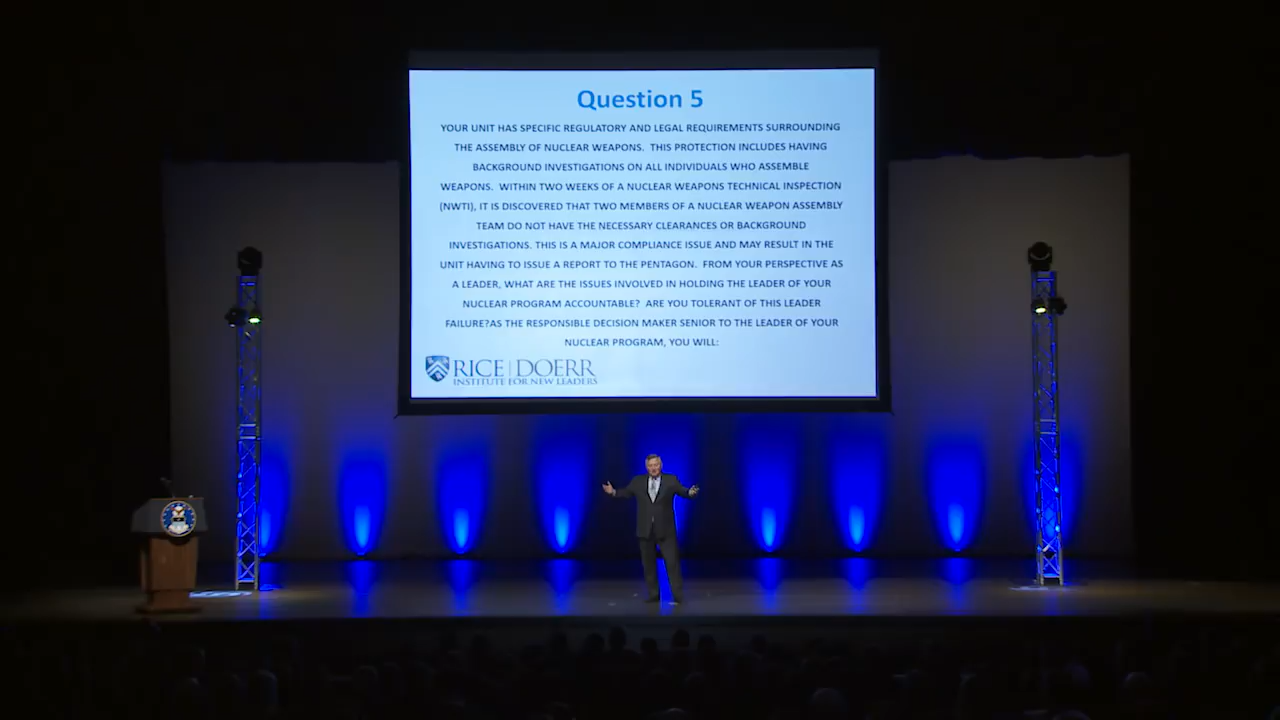 Question 5
YOUR UNIT HAS SPECIFIC REGULATORY AND LEGAL REQUIREMENTS SURROUNDING
THE ASSEMBLY OF NUCLEAR WEAPONS. THIS PROTECTION INCLUDES HAVING
BACKGROUND INVESTIGATIONS ON ALL INDIVIDUALS WHO ASSEMBLE
WEAPONS. WITHIN TWO WEEKS OF A NUCLEAR WEAPONS TECHNICAL INSPECTION
(NWTI), IT IS DISCOVERED THAT TWO MEMBERS OF A NUCLEAR WEAPON ASSEMBLY
TEAM DO NOT HAVE THE NECESSARY CLEARANCES OR BACKGROUND
INVESTIGATIONS. THIS IS A MAJOR COMPLIANCE ISSUE AND MAY RESULT IN THE
UNIT HAVING TO ISSUE A REPORT TO THE PENTAGON. FROM YOUR PERSPECTIVE AS
A LEADER, WHAT ARE THE ISSUES INVOLVED IN HOLDING THE LEADER OF YOUR
NUCLEAR PROGRAM ACCOUNTABLE? ARE YOU TOLERANT OF THIS LEADER
FAILURE?AS THE RESPONSIBLE DECISION MAKER SENIOR TO THE LEADER OF YOUR
NUCLEAR PROGRAM, YOU WILL:
RICE | DOERR
INSTITUTE FOR NEW LEADERS